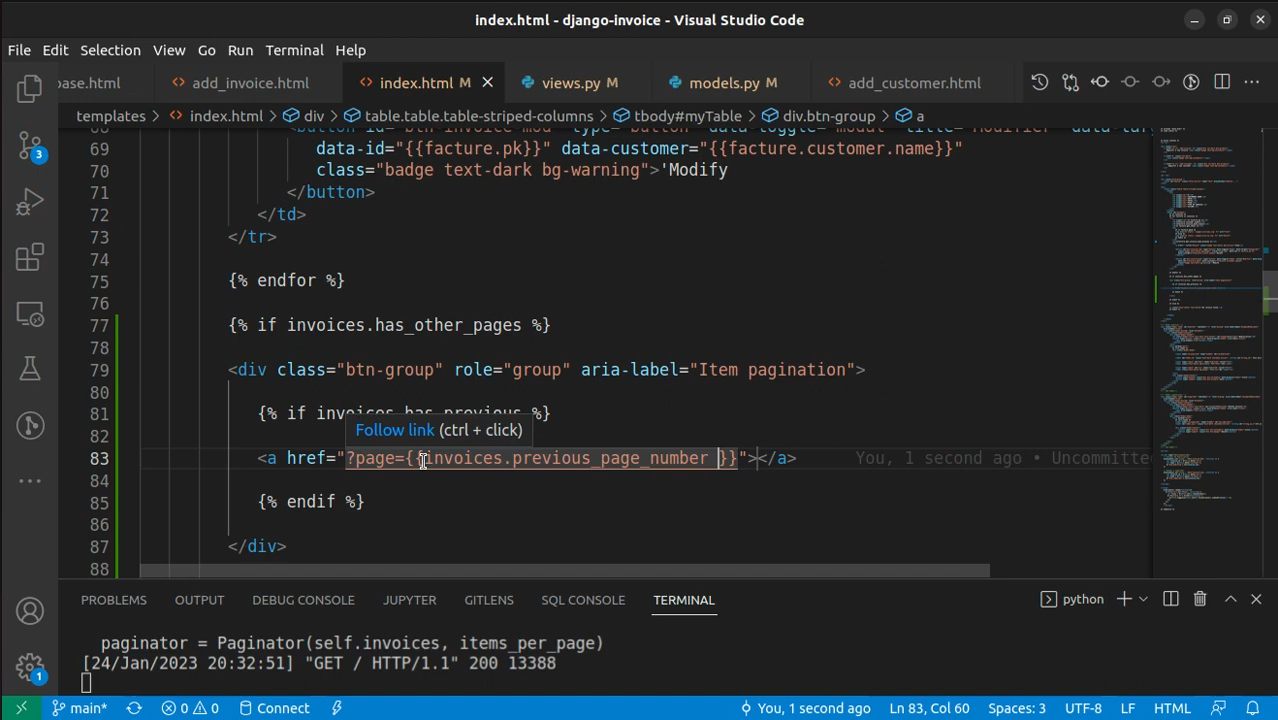 index.html - django-invoice - Visual Studio Code
File Edit Selection View Go Run Terminal Help
base.html add_invoice.html index.html M views.py M models.py M add_customer.html
templates > index.html > div > table.table.table-striped-columns > tbody#myTable > div.btn-group > a
69 data-id="{{facture.pk}}" data-customer="{{facture.customer.name}}"
70 class="badge text-dark bg-warning">'Modify
71 </button>
72 </td>
73 </tr>
74
75 {% endfor %}
76
77 {% if invoices.has_other_pages %}
78
79 <div class="btn-group" role="group" aria-label="Item pagination">
80
81 {% if invoices.has_previous %}
82
Follow link (ctrl + click)
83 <a href="?page={{invoices.previous_page_number }}"></a> You, 1 second ago • Uncommitte
84
85 {% endif %}
86
87 </div>
88
PROBLEMS OUTPUT DEBUG CONSOLE JUPYTER GITLENS SQL CONSOLE TERMINAL python
paginator = Paginator(self.invoices, items_per_page)
[24/Jan/2023 20:32:51] "GET / HTTP/1.1" 200 13388
main* 0 0 Connect You, 1 second ago Ln 83, Col 60 Spaces: 3 UTF-8 LF HTML